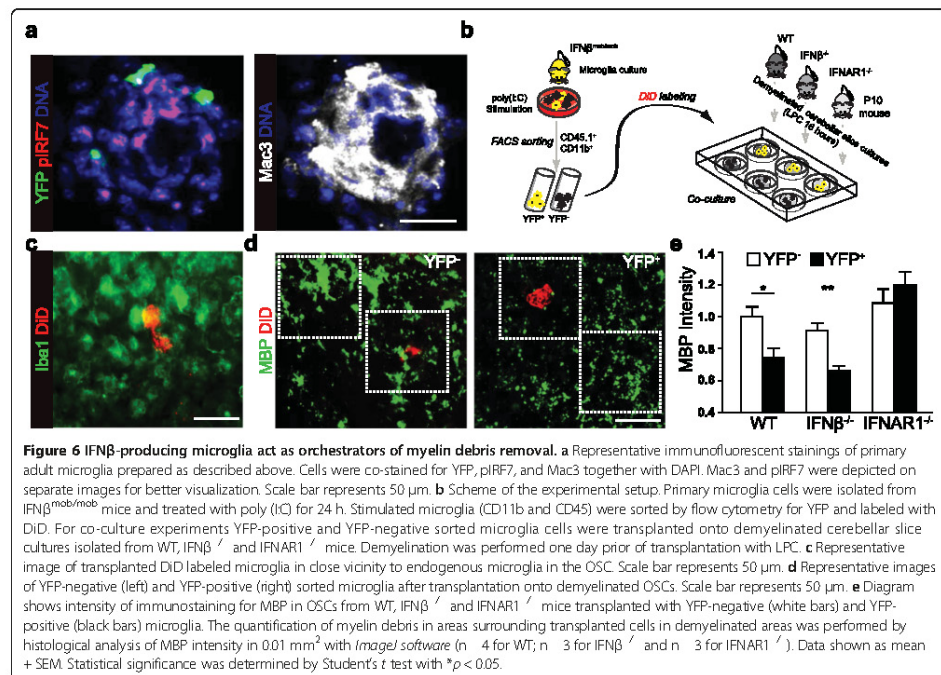 a
b
YFP pIRF7 DNA
Mac3 DNA
IFNβmob/mob
Microglia culture
poly(I:C)
Stimulation
FACS sorting
CD45.1+
CD11b+
YFP+ YFP-
DiD labeling
WT
IFNβ-/-
IFNAR1-/-
P10
mouse
Demyelinated cerebellar slice cultures
(LPC 16 hours)
Co-culture
c
d
e
Iba1 DiD
MBP DiD
YFP-
YFP+
YFP- YFP+
MBP Intensity
1.4
1.2
1.0
0.8
0.6
0.4
*
**
WT IFNβ-/- IFNAR1-/-
Figure 6 IFNβ-producing microglia act as orchestrators of myelin debris removal. a Representative immunofluorescent stainings of primary
adult microglia prepared as described above. Cells were co-stained for YFP, pIRF7, and Mac3 together with DAPI. Mac3 and pIRF7 were depicted on
separate images for better visualization. Scale bar represents 50 μm. b Scheme of the experimental setup. Primary microglia cells were isolated from
IFNβmob/mob mice and treated with poly (I:C) for 24 h. Stimulated microglia (CD11b and CD45) were sorted by flow cytometry for YFP and labeled with
DiD. For co-culture experiments YFP-positive and YFP-negative sorted microglia cells were transplanted onto demyelinated cerebellar slice
cultures isolated from WT, IFNβ / and IFNAR1 / mice. Demyelination was performed one day prior of transplantation with LPC. c Representative
image of transplanted DiD labeled microglia in close vicinity to endogenous microglia in the OSC. Scale bar represents 50 μm. d Representative images
of YFP-negative (left) and YFP-positive (right) sorted microglia after transplantation onto demyelinated OSCs. Scale bar represents 50 μm. e Diagram
shows intensity of immunostaining for MBP in OSCs from WT, IFNβ / and IFNAR1 / mice transplanted with YFP-negative (white bars) and YFP-
positive (black bars) microglia. The quantification of myelin debris in areas surrounding transplanted cells in demyelinated areas was performed by
histological analysis of MBP intensity in 0.01 mm2 with ImageJ software (n 4 for WT; n 3 for IFNβ / and n 3 for IFNAR1 / ). Data shown as mean
+ SEM. Statistical significance was determined by Student's t test with *p < 0.05.